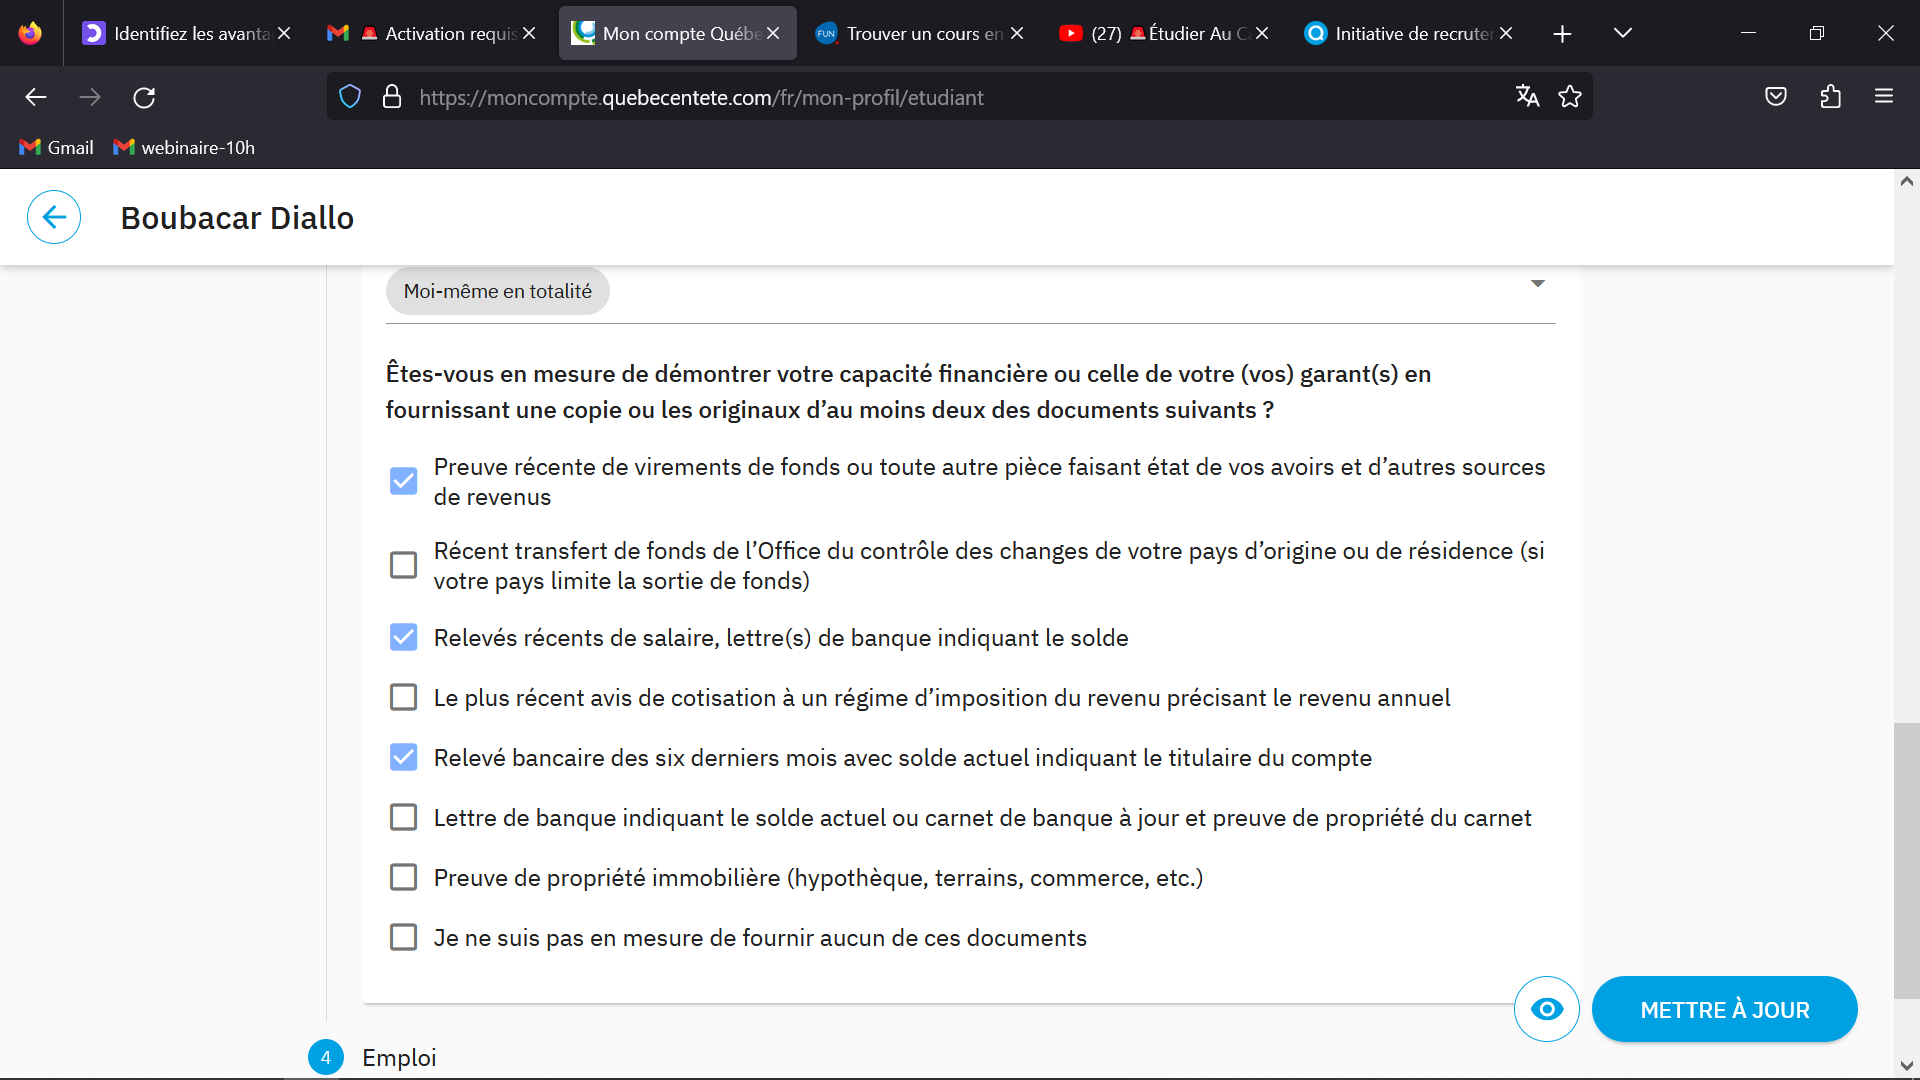 Identifiez les avanta
🚨 Activation requis
Mon compte Québe
FUN
Trouver un cours en
(27) 🚨Étudier Au C
Initiative de recruter
https://moncompte.quebecentete.com/fr/mon-profil/etudiant
Gmail
webinaire-10h
Boubacar Diallo
Moi-même en totalité
Êtes-vous en mesure de démontrer votre capacité financière ou celle de votre (vos) garant(s) en
fournissant une copie ou les originaux d’au moins deux des documents suivants ?
Preuve récente de virements de fonds ou toute autre pièce faisant état de vos avoirs et d’autres sources
de revenus
Récent transfert de fonds de l’Office du contrôle des changes de votre pays d’origine ou de résidence (si
votre pays limite la sortie de fonds)
Relevés récents de salaire, lettre(s) de banque indiquant le solde
Le plus récent avis de cotisation à un régime d’imposition du revenu précisant le revenu annuel
Relevé bancaire des six derniers mois avec solde actuel indiquant le titulaire du compte
Lettre de banque indiquant le solde actuel ou carnet de banque à jour et preuve de propriété du carnet
Preuve de propriété immobilière (hypothèque, terrains, commerce, etc.)
Je ne suis pas en mesure de fournir aucun de ces documents
METTRE À JOUR
4 Emploi